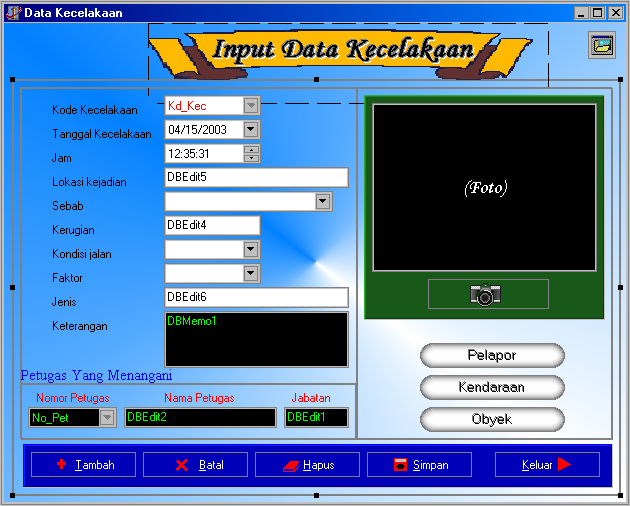 Data Kecelakaan
Input Data Kecelakaan
Kode Kecelakaan Kd_Kec
Tanggal Kecelakaan 04/15/2003
Jam 12:35:31
Lokasi kejadian DBEdit5
Sebab
Kerugian DBEdit4
Kondisi jalan
Faktor
Jenis DBEdit6
Keterangan DBMemo1
(Foto)
Pelapor
Kendaraan
Obyek
Petugas Yang Menangani
Nomor Petugas Nama Petugas Jabatan
No_Pet DBEdit2 DBEdit1
Tambah Batal Hapus Simpan Keluar